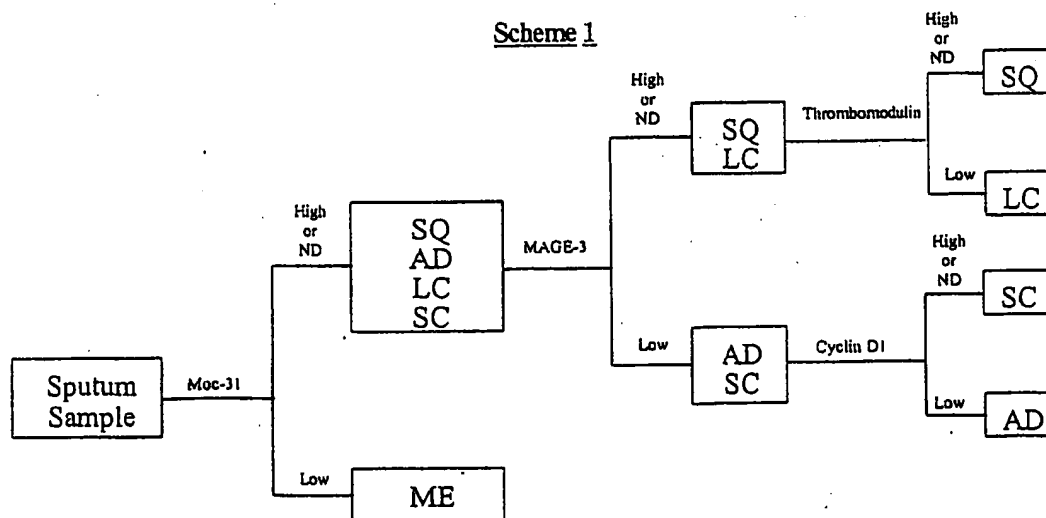 Scheme 1
High
or
ND
SQ
High
or
ND
SQ
LC
Thrombomodulin
Low
LC
High
or
ND
SQ
AD
LC
SC
MAGE-3
High
or
ND
SC
Low
AD
SC
Cyclin D1
Low
AD
Sputum
Sample
Moc-31
Low
ME